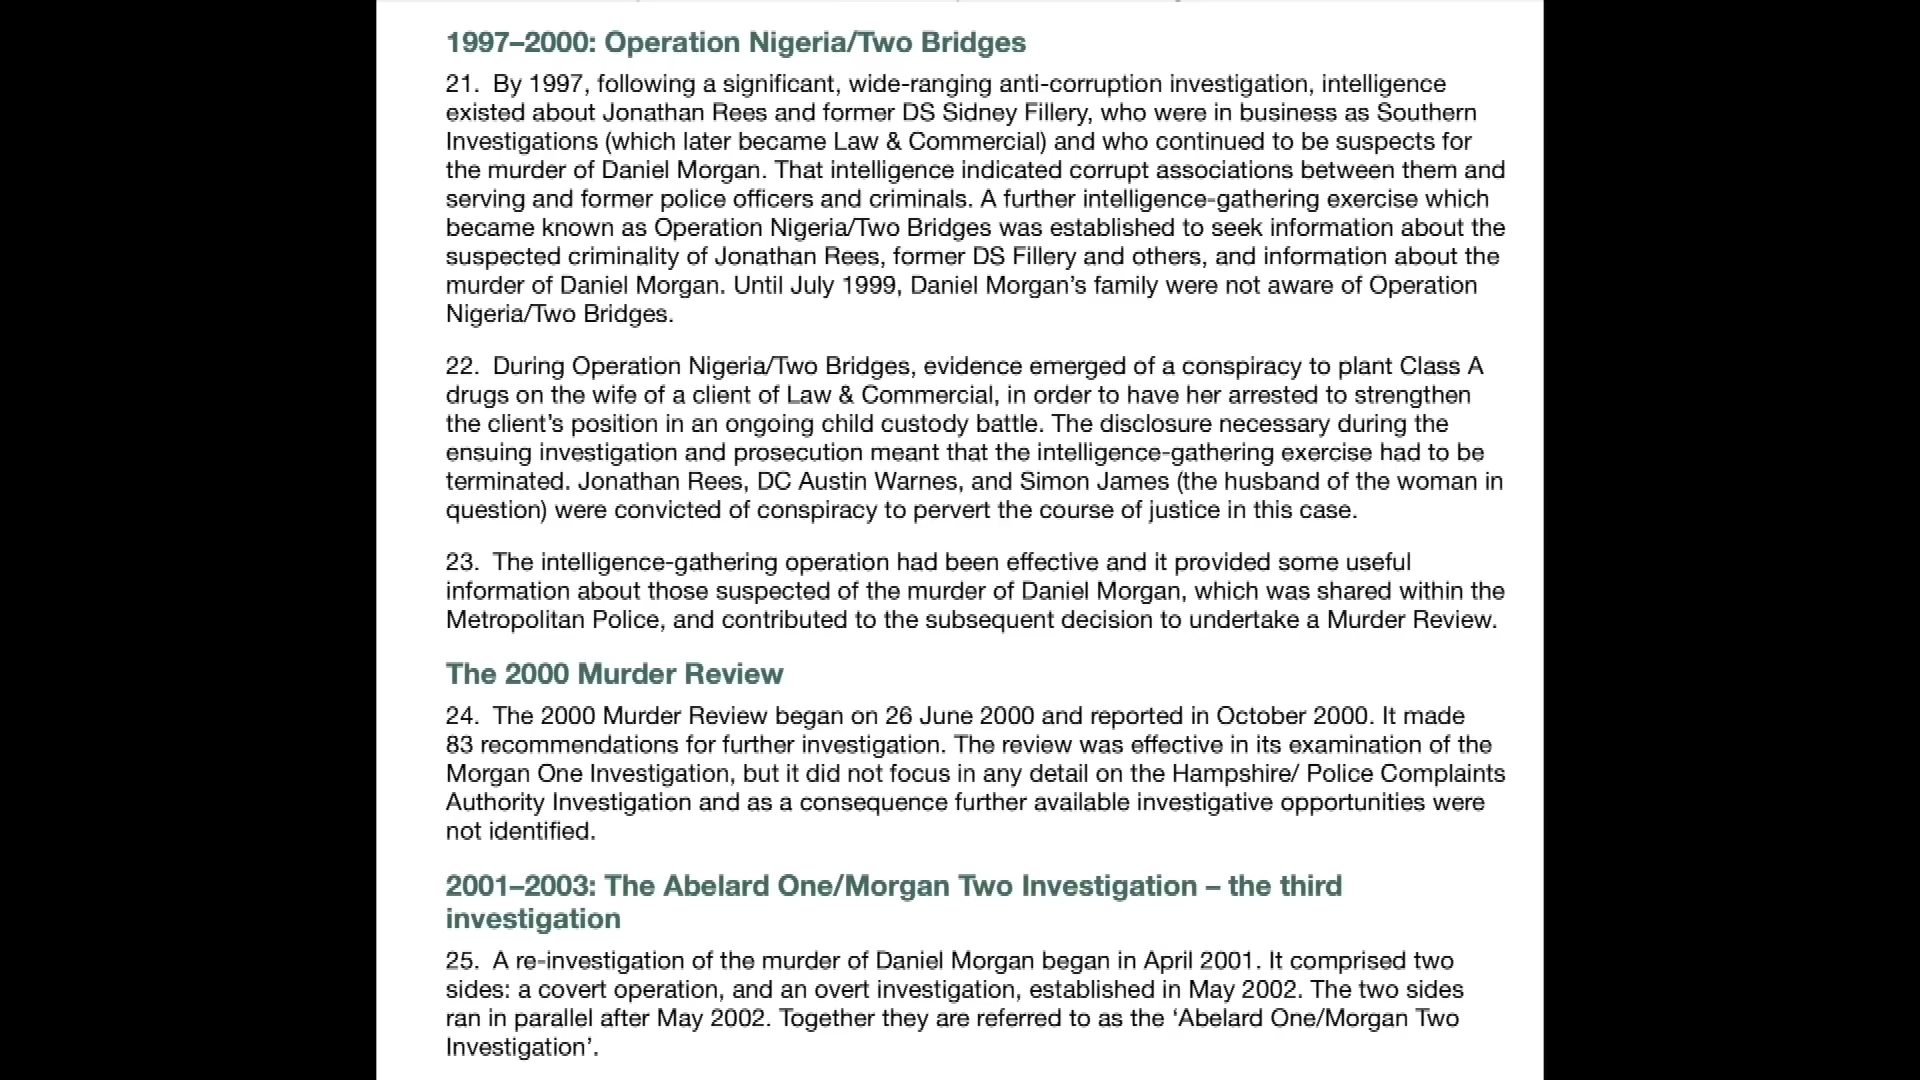 1997–2000: Operation Nigeria/Two Bridges
21. By 1997, following a significant, wide-ranging anti-corruption investigation, intelligence
existed about Jonathan Rees and former DS Sidney Fillery, who were in business as Southern
Investigations (which later became Law & Commercial) and who continued to be suspects for
the murder of Daniel Morgan. That intelligence indicated corrupt associations between them and
serving and former police officers and criminals. A further intelligence-gathering exercise which
became known as Operation Nigeria/Two Bridges was established to seek information about the
suspected criminality of Jonathan Rees, former DS Fillery and others, and information about the
murder of Daniel Morgan. Until July 1999, Daniel Morgan’s family were not aware of Operation
Nigeria/Two Bridges.
22. During Operation Nigeria/Two Bridges, evidence emerged of a conspiracy to plant Class A
drugs on the wife of a client of Law & Commercial, in order to have her arrested to strengthen
the client’s position in an ongoing child custody battle. The disclosure necessary during the
ensuing investigation and prosecution meant that the intelligence-gathering exercise had to be
terminated. Jonathan Rees, DC Austin Warnes, and Simon James (the husband of the woman in
question) were convicted of conspiracy to pervert the course of justice in this case.
23. The intelligence-gathering operation had been effective and it provided some useful
information about those suspected of the murder of Daniel Morgan, which was shared within the
Metropolitan Police, and contributed to the subsequent decision to undertake a Murder Review.
The 2000 Murder Review
24. The 2000 Murder Review began on 26 June 2000 and reported in October 2000. It made
83 recommendations for further investigation. The review was effective in its examination of the
Morgan One Investigation, but it did not focus in any detail on the Hampshire/ Police Complaints
Authority Investigation and as a consequence further available investigative opportunities were
not identified.
2001–2003: The Abelard One/Morgan Two Investigation – the third
investigation
25. A re-investigation of the murder of Daniel Morgan began in April 2001. It comprised two
sides: a covert operation, and an overt investigation, established in May 2002. The two sides
ran in parallel after May 2002. Together they are referred to as the ‘Abelard One/Morgan Two
Investigation’.